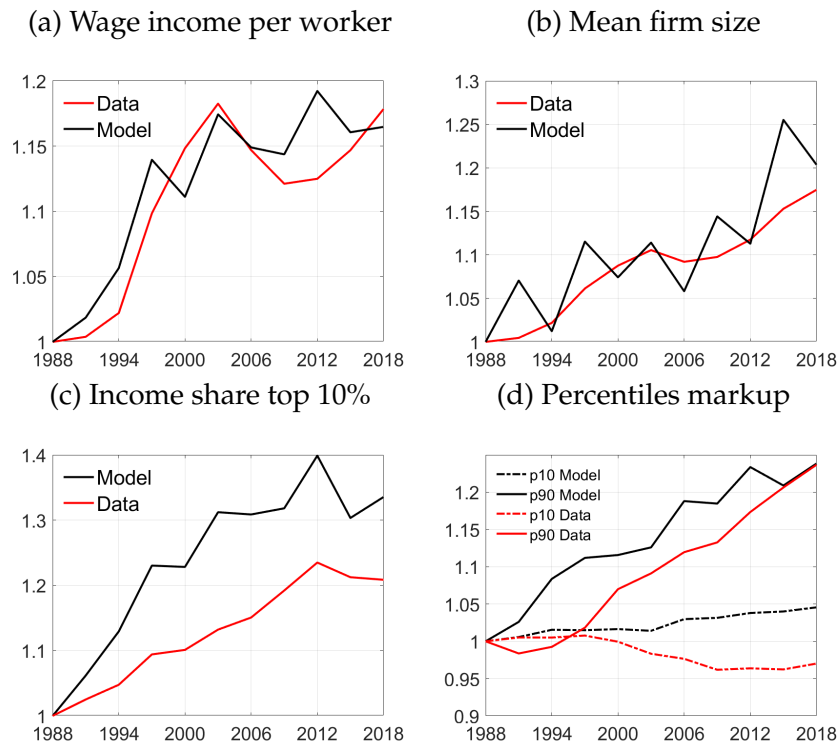 (a) Wage income per worker
1.2
1.15
1.1
1.05
1
Data
Model
1988 1994 2000 2006 2012 2018
(b) Mean firm size
1.3
1.25
1.2
1.15
1.1
1.05
1
Data
Model
1988 1994 2000 2006 2012 2018
(c) Income share top 10%
1.4
1.3
1.2
1.1
1
Model
Data
1988 1994 2000 2006 2012 2018
(d) Percentiles markup
1.2
1.15
1.1
1.05
1
0.95
0.9
p10 Model
p90 Model
p10 Data
p90 Data
1988 1994 2000 2006 2012 2018